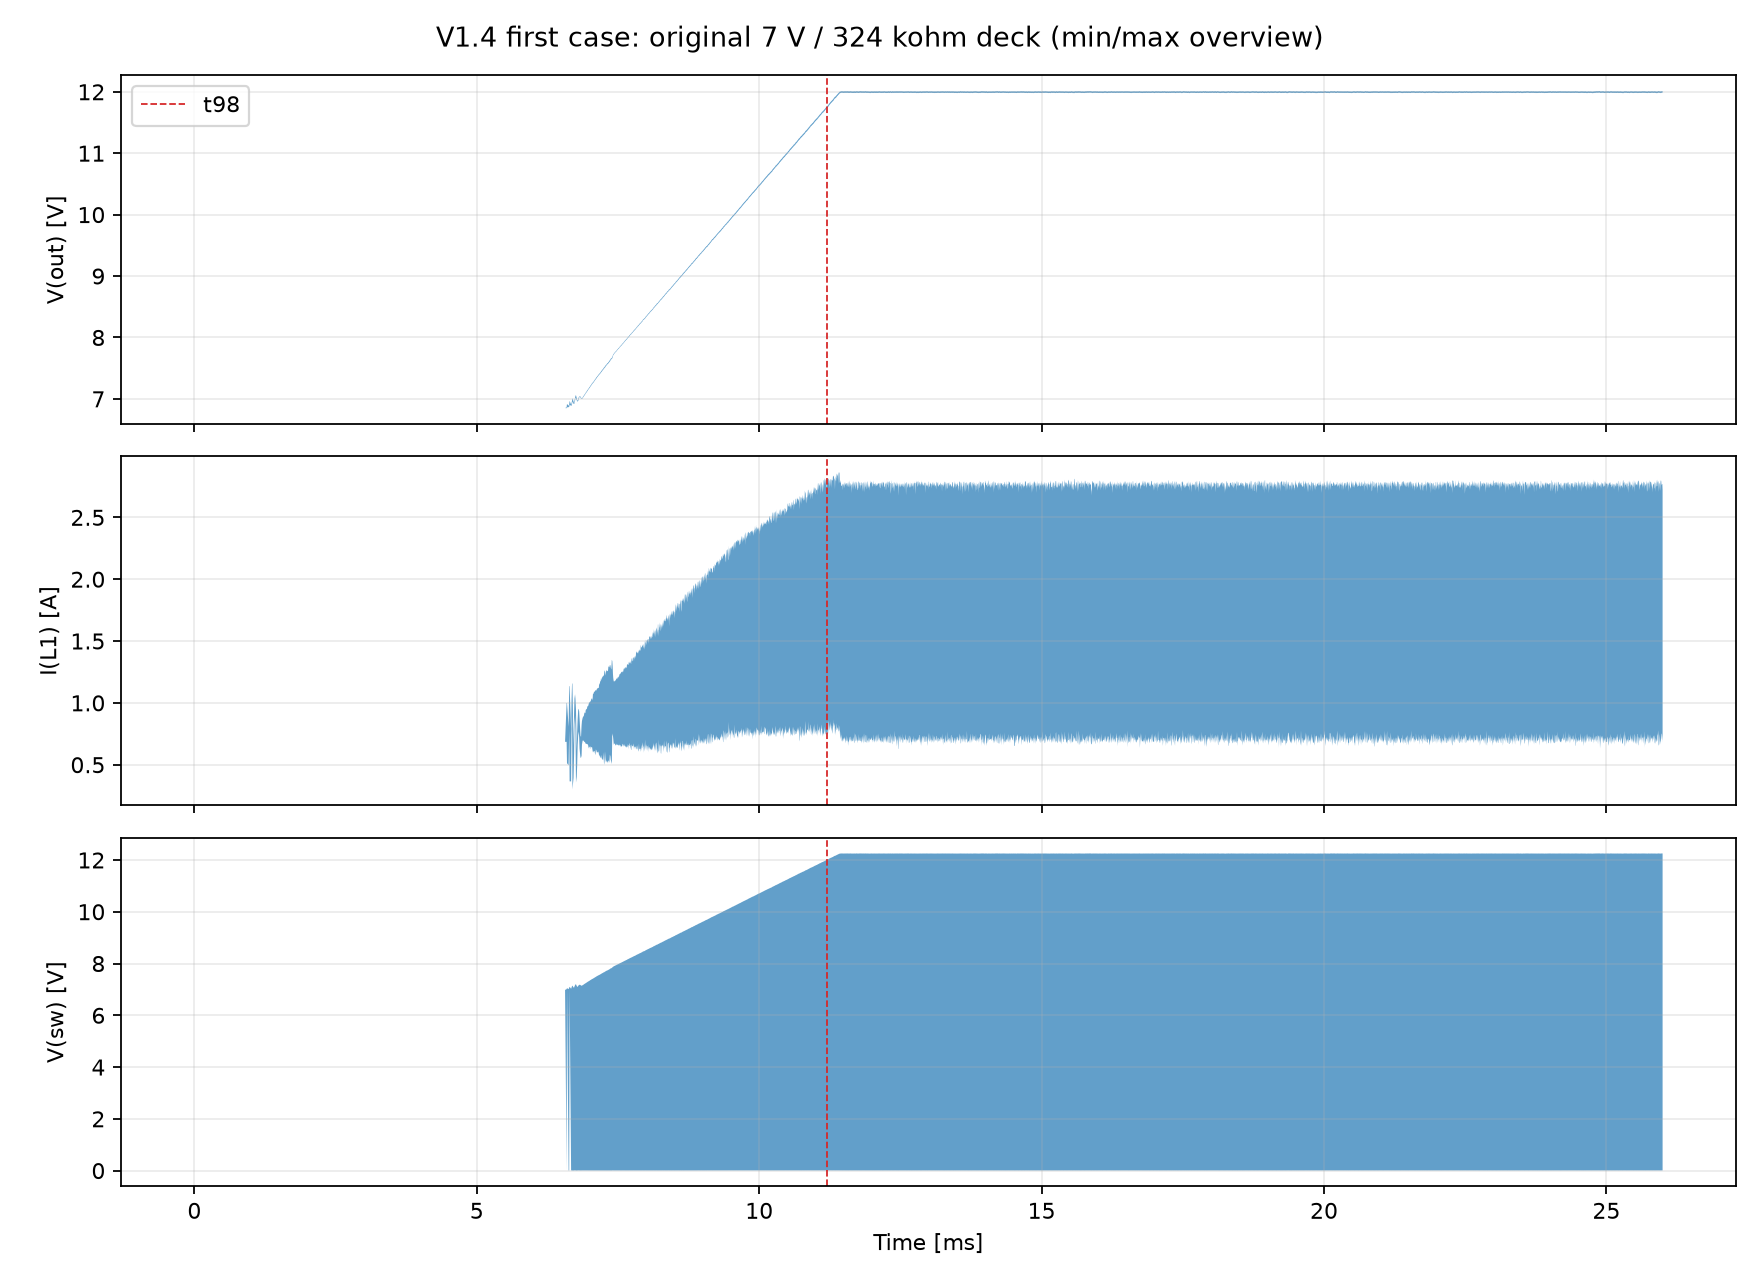 V1.4 first case: original 7 V / 324 kohm deck (min/max overview)
t98
V(out) [V]
12
11
10
9
8
7
I(L1) [A]
2.5
2.0
1.5
1.0
0.5
V(sw) [V]
12
10
8
6
4
2
0
0 5 10 15 20 25
Time [ms]